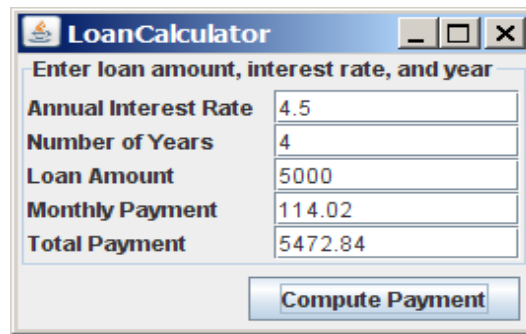 LoanCalculator
Enter loan amount, interest rate, and year
Annual Interest Rate 4.5
Number of Years 4
Loan Amount 5000
Monthly Payment 114.02
Total Payment 5472.84
Compute Payment